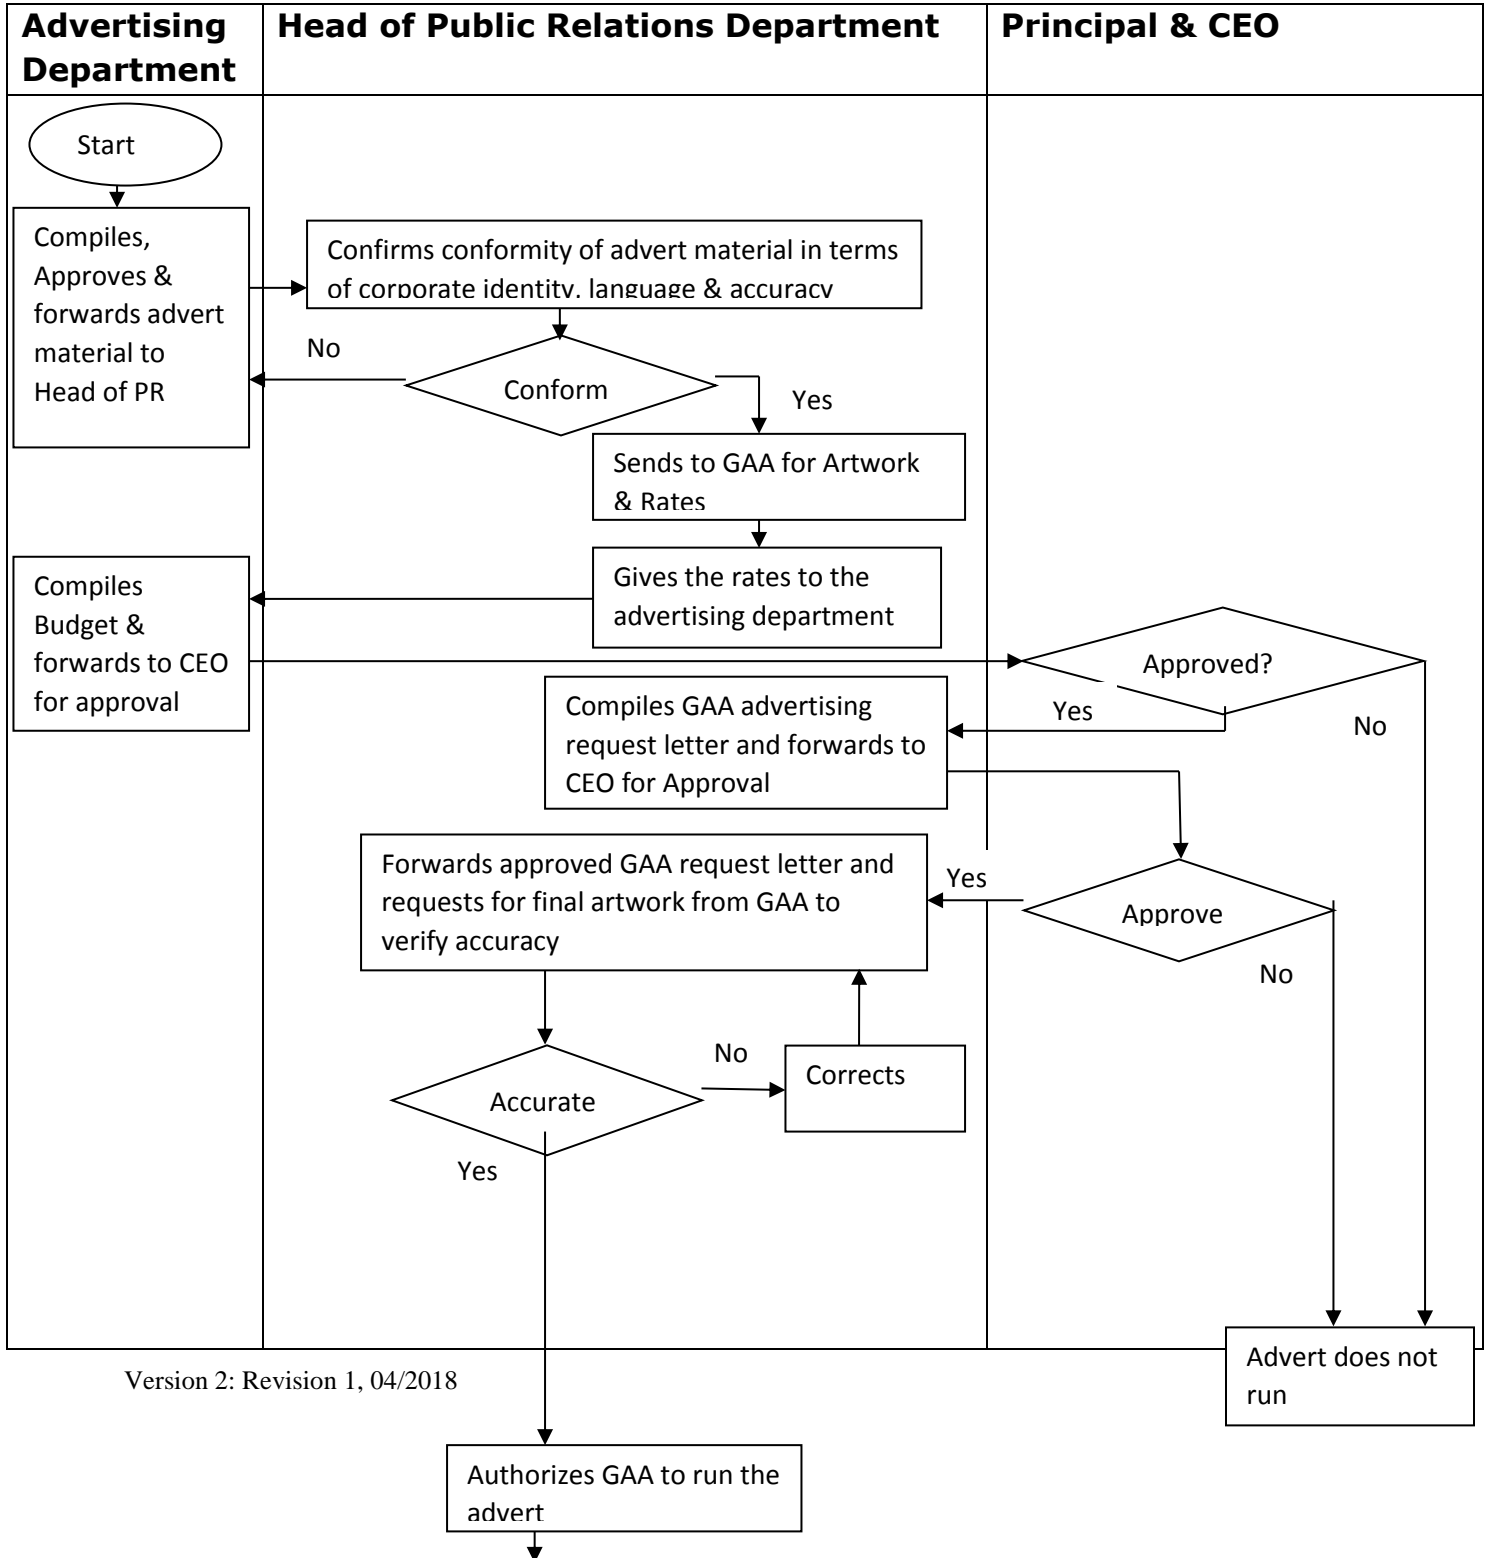 Advertising
Department
Head of Public Relations Department
Principal & CEO
Start
Compiles,
Approves &
forwards advert
material to
Head of PR
Confirms conformity of advert material in terms
of corporate identity, language & accuracy
No
Conform
Yes
Sends to GAA for Artwork
& Rates
Gives the rates to the
advertising department
Compiles
Budget &
forwards to CEO
for approval
Approved?
Yes
No
Compiles GAA advertising
request letter and forwards to
CEO for Approval
Forwards approved GAA request letter and
requests for final artwork from GAA to
verify accuracy
Yes
Approve
No
No
Corrects
Accurate
Yes
Advert does not
run
Version 2: Revision 1, 04/2018
Authorizes GAA to run the
advert